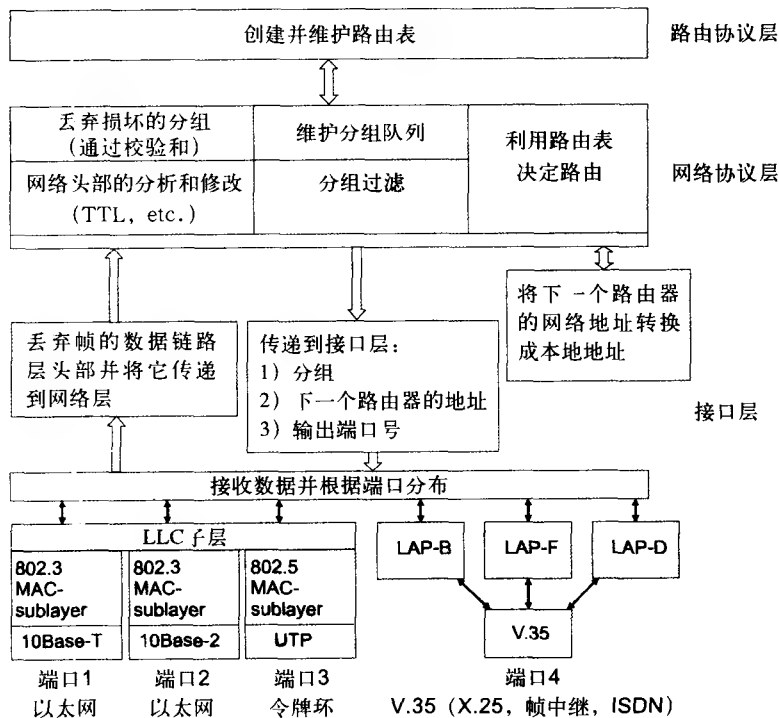 创建并维护路由表
路由协议层
丢弃损坏的分组
(通过校验和)
维护分组队列
利用路由表
决定路由
网络协议层
网络头部的分析和修改
(TTL, etc.)
分组过滤
将下一个路由器
的网络地址转换
成本地地址
丢弃帧的数据链路
层头部并将它传递
到网络层
传递到接口层:
1) 分组
2) 下一个路由器的地址
3) 输出端口号
接口层
接收数据并根据端口分布
LLC 子层
802.3
MAC-
sublayer
802.3
MAC-
sublayer
802.5
MAC-
sublayer
10Base-T
10Base-2
UTP
LAP-B
LAP-F
LAP-D
V.35
端口1
以太网
端口2
以太网
端口3
令牌环
端口4
V.35 (X.25, 帧中继, ISDN)